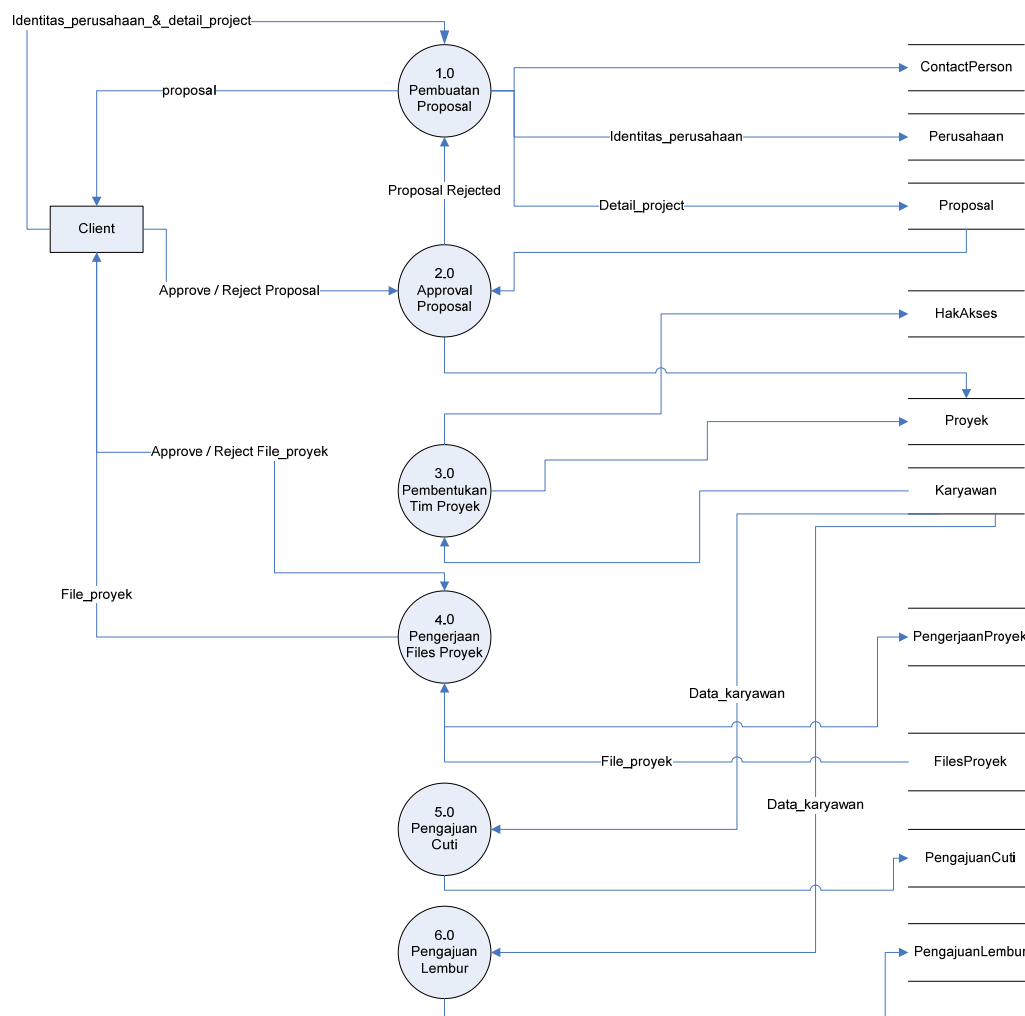 Identitas_perusahaan_&_detail_project
1.0
Pembuatan
Proposal
ContactPerson
proposal
Identitas_perusahaan
Perusahaan
Proposal Rejected
Detail_project
Proposal
Client
2.0
Approval
Proposal
Approve / Reject Proposal
HakAkses
Proyek
Approve / Reject File_proyek
3.0
Pembentukan
Tim Proyek
Karyawan
File_proyek
4.0
Pengerjaan
Files Proyek
PengerjaanProyek
Data_karyawan
File_proyek
FilesProyek
Data_karyawan
5.0
Pengajuan
Cuti
PengajuanCuti
6.0
Pengajuan
Lembur
PengajuanLembur